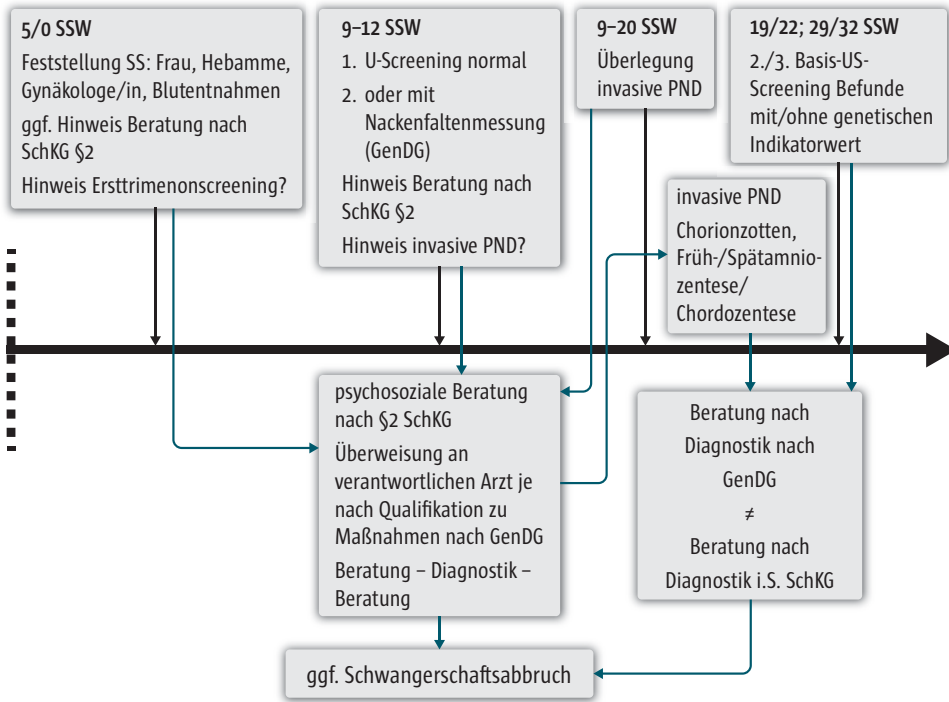 5/0 SSW
Feststellung SS: Frau, Hebamme,
Gynäkologe/in, Blutentnahmen
ggf. Hinweis Beratung nach
SchKG §2
Hinweis Ersttrimenonscreening?
9–12 SSW
1. U-Screening normal
2. oder mit
Nackenfaltenmessung
(GenDG)
Hinweis Beratung nach
SchKG §2
Hinweis invasive PND?
9–20 SSW
Überlegung
invasive PND
19/22; 29/32 SSW
2./3. Basis-US-
Screening Befunde
mit/ohne genetischen
Indikatorwert
invasive PND
Chorionzotten,
Früh-/Spätamnio-
zentese/
Chordozentese
psychosoziale Beratung
nach §2 SchKG
Überweisung an
verantwortlichen Arzt je
nach Qualifikation zu
Maßnahmen nach GenDG
Beratung – Diagnostik –
Beratung
Beratung nach
Diagnostik nach
GenDG
≠
Beratung nach
Diagnostik i.S. SchKG
ggf. Schwangerschaftsabbruch